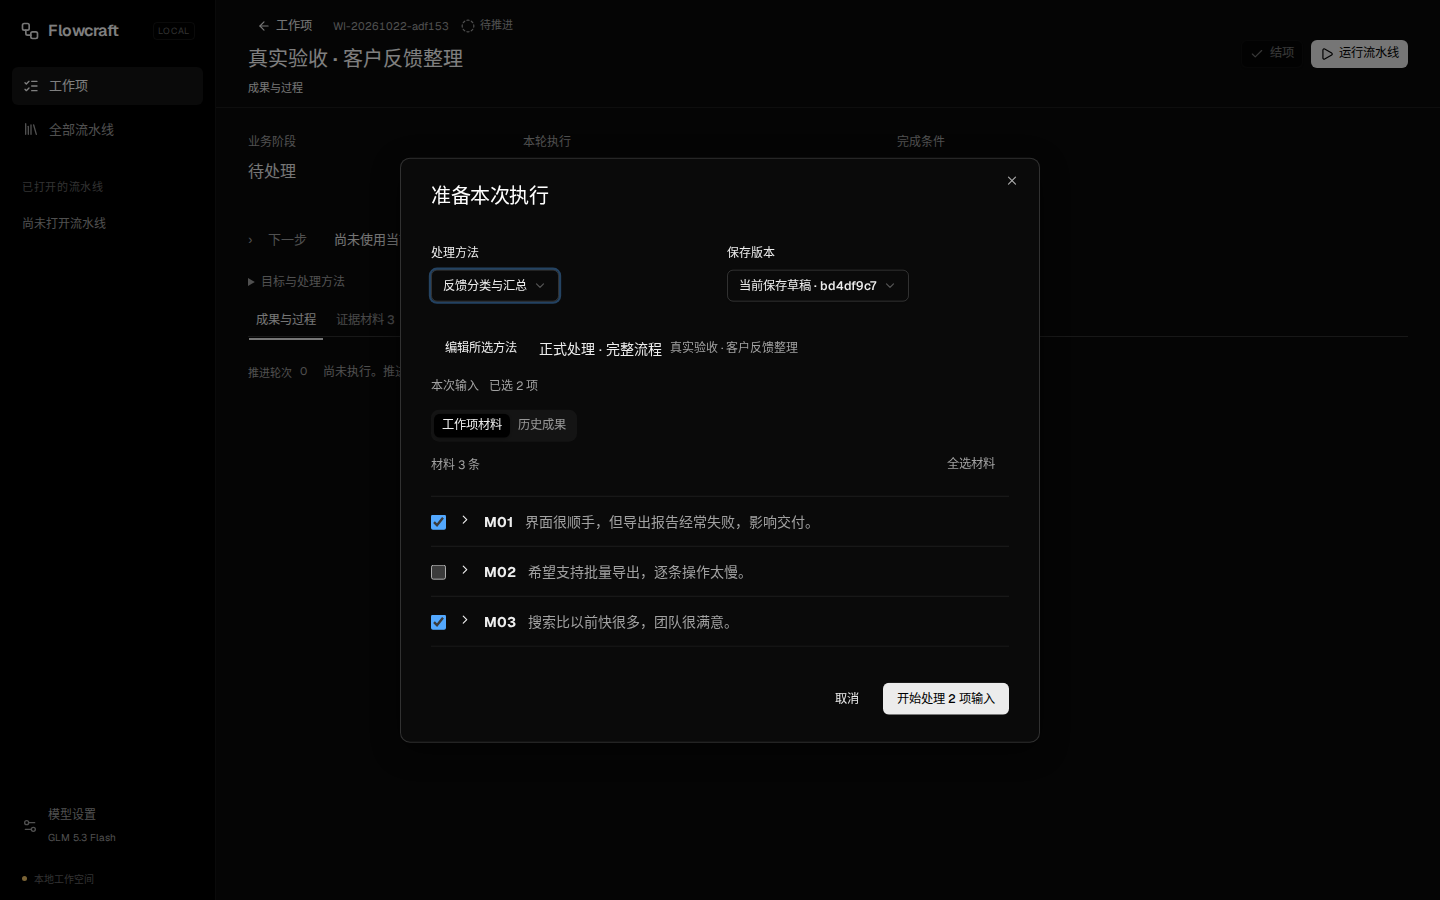 Flowcraft LOCAL
工作项
全部流水线
已打开的流水线
尚未打开流水线
模型设置
GLM 5.3 Flash
本地工作空间
工作项 WI-20261022-adf153 待推进
真实验收 · 客户反馈整理
成果与过程
结项 运行流水线
业务阶段 本轮执行 完成条件
待处理
下一步 尚未使用当
目标与处理方法
成果与过程 证据材料 3
推进轮次 0 尚未执行。推
准备本次执行
处理方法 保存版本
反馈分类与汇总 当前保存草稿 · bd4df9c7
编辑所选方法 正式处理 · 完整流程 真实验收 · 客户反馈整理
本次输入 已选 2 项
工作项材料 历史成果
材料 3 条 全选材料
M01 界面很顺手，但导出报告经常失败，影响交付。
M02 希望支持批量导出，逐条操作太慢。
M03 搜索比以前快很多，团队很满意。
取消 开始处理 2 项输入